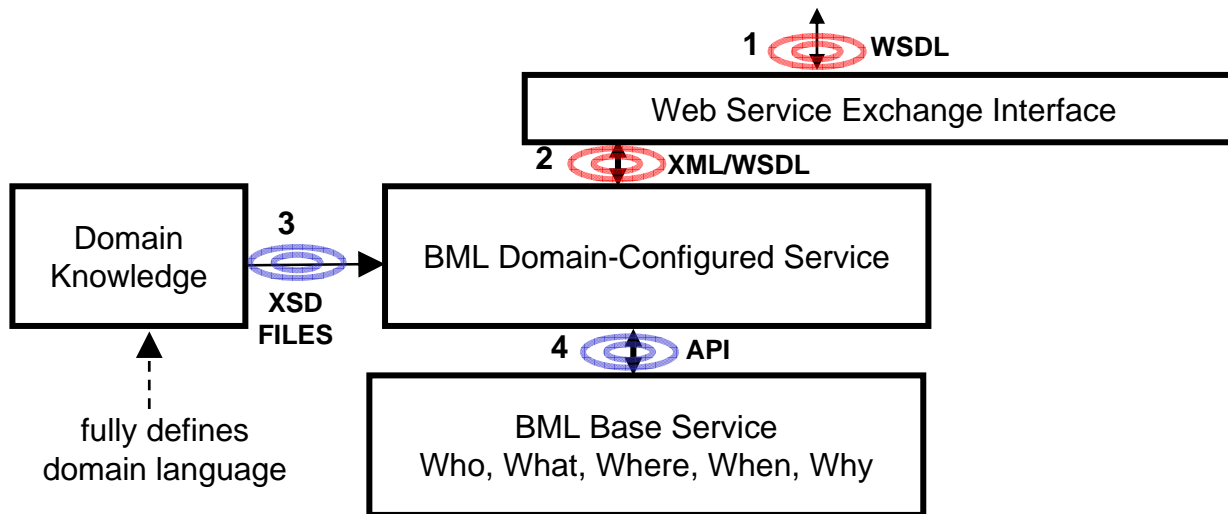 1
WSDL
Web Service Exchange Interface
2
XML/WSDL
Domain
Knowledge
3
XSD
FILES
BML Domain-Configured Service
4
API
fully defines
domain language
BML Base Service
Who, What, Where, When, Why